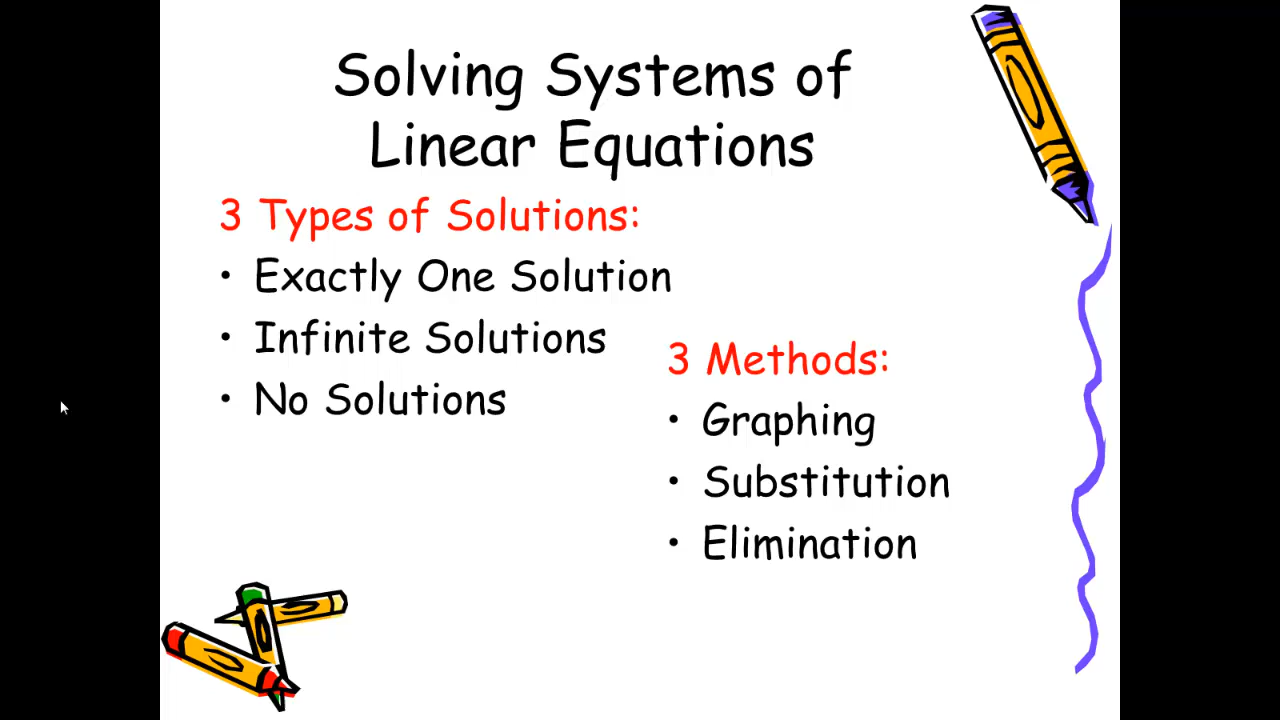 Solving Systems of
Linear Equations
3 Types of Solutions:
• Exactly One Solution
• Infinite Solutions
• No Solutions
3 Methods:
• Graphing
• Substitution
• Elimination